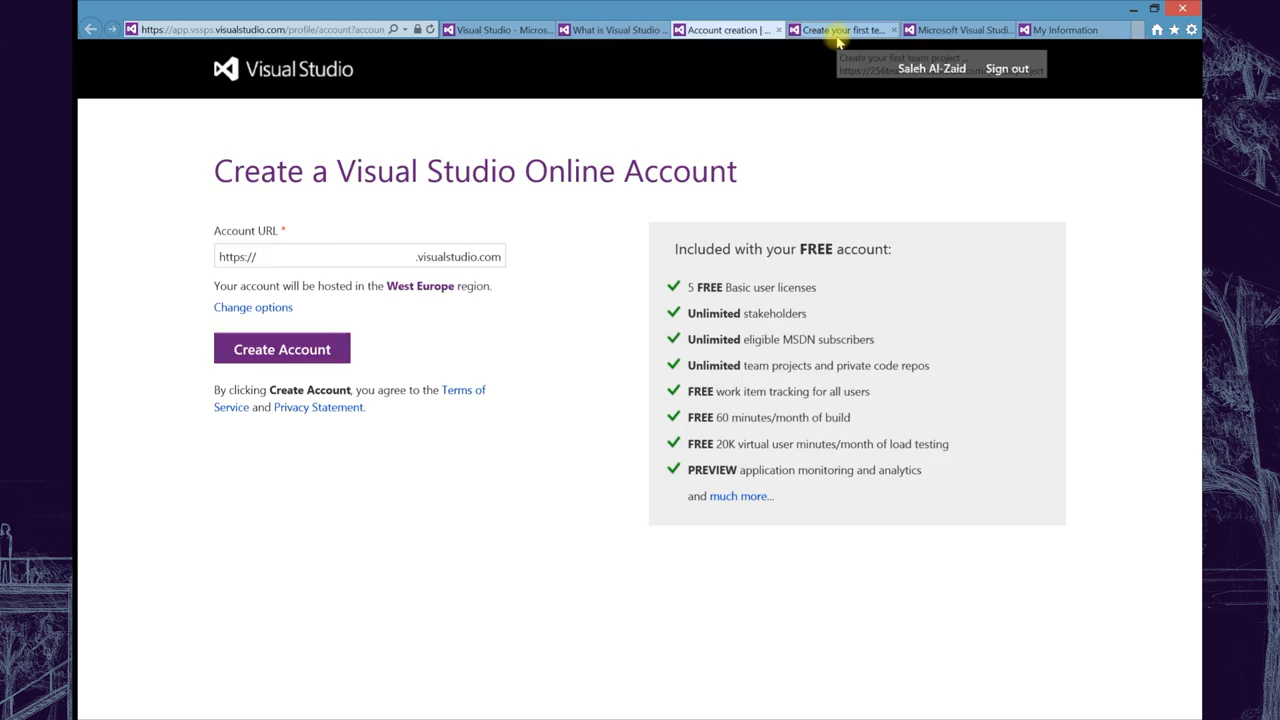 https://app.vssps.visualstudio.com/profile/account?accoun
Visual Studio - Micros...
What is Visual Studio ...
Account creation | ...
Create your first te...
Microsoft Visual Studi...
My Information
Create your first team project ...
Visual Studio
Saleh Al-Zaid
Sign out
Create a Visual Studio Online Account
Account URL *
https:// .visualstudio.com
Your account will be hosted in the West Europe region.
Change options
Create Account
By clicking Create Account, you agree to the Terms of
Service and Privacy Statement.
Included with your FREE account:
5 FREE Basic user licenses
Unlimited stakeholders
Unlimited eligible MSDN subscribers
Unlimited team projects and private code repos
FREE work item tracking for all users
FREE 60 minutes/month of build
FREE 20K virtual user minutes/month of load testing
PREVIEW application monitoring and analytics
and much more...